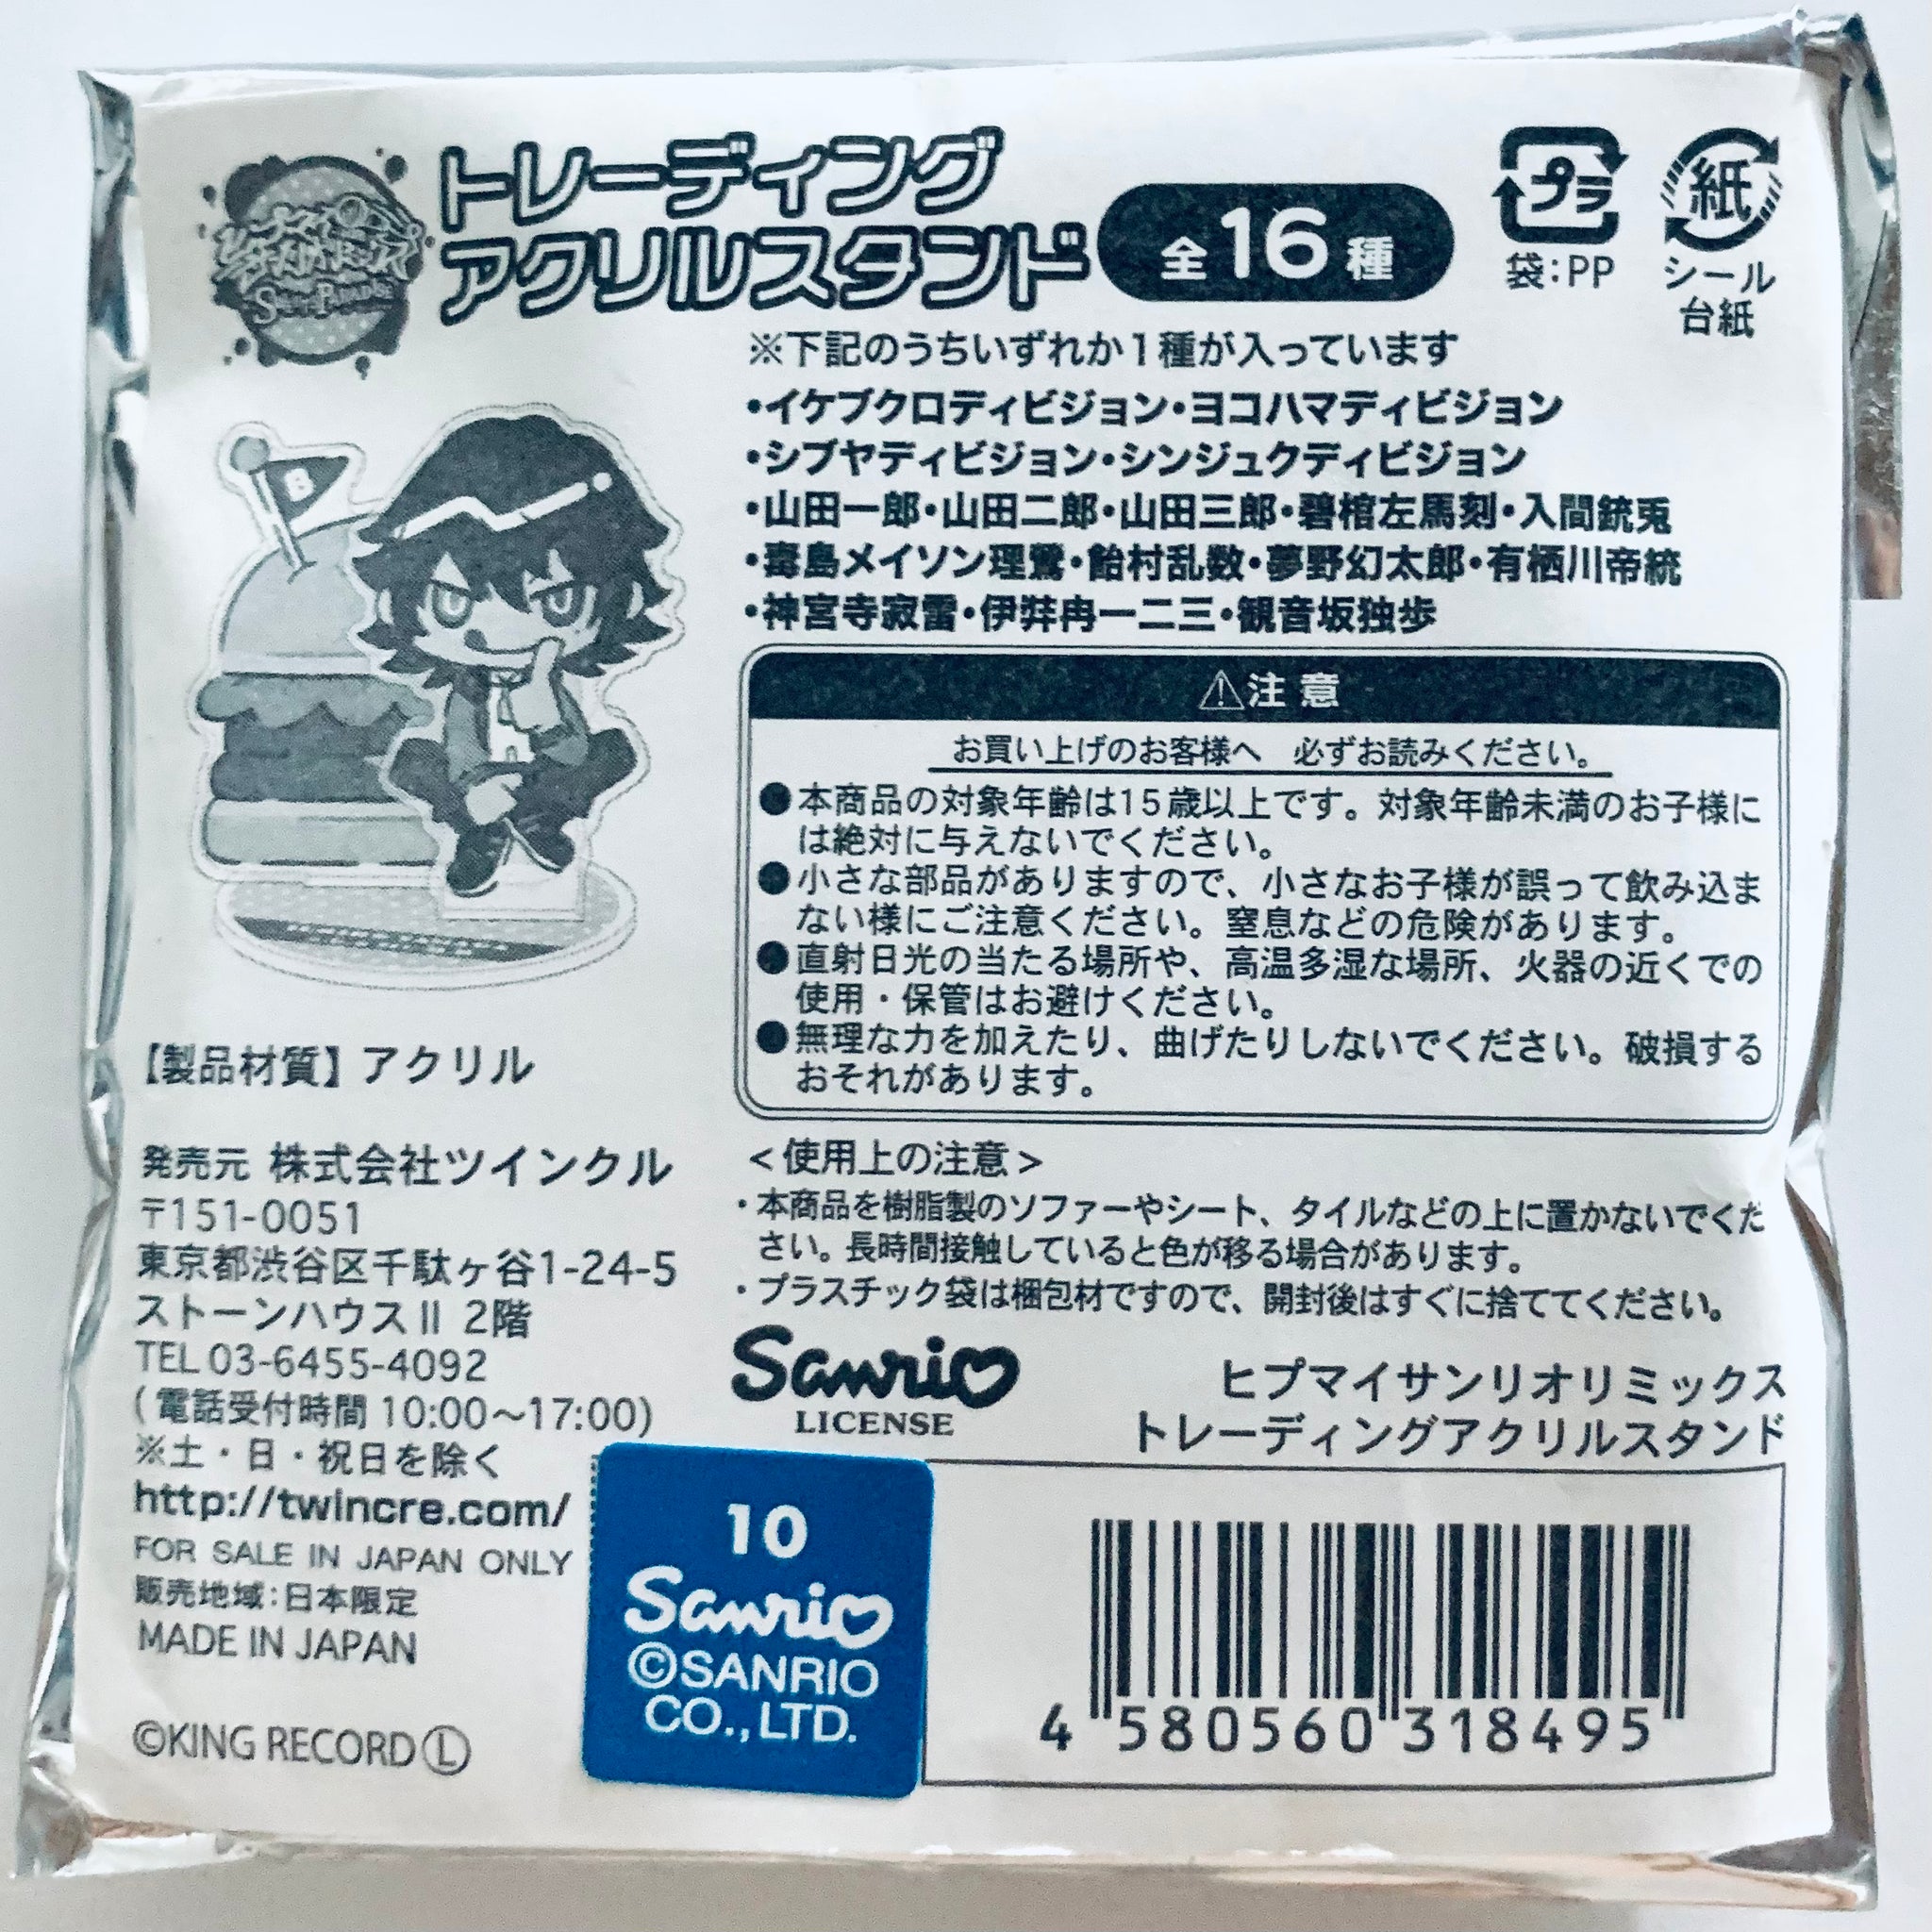 トレーディング
アクリルスタンド
全16種
プラ
袋:PP
紙
シール
台紙
※下記のうちいずれか1種が入っています
•イケブクロディビジョン•ヨコハマディビジョン
•シブヤディビジョン•シンジュクディビジョン
•山田一郎•山田二郎•山田三郎•碧棺左馬刻•入間銃兎
•毒島メイソン理鶯•飴村乱数•夢野幻太郎•有栖川帝統
•神宮寺寂雷•伊弉冉一二三•観音坂独歩
B
⚠注意
お買い上げのお客様へ 必ずお読みください。
●本商品の対象年齢は15歳以上です。対象年齢未満のお子様に
は絶対に与えないでください。
●小さな部品がありますので、小さなお子様が誤って飲み込ま
ない様にご注意ください。窒息などの危険があります。
●直射日光の当たる場所や、高温多湿な場所、火器の近くでの
使用・保管はお避けください。
●無理な力を加えたり、曲げたりしないでください。破損する
おそれがあります。
【製品材質】アクリル
発売元 株式会社ツインクル
〒151-0051
東京都渋谷区千駄ヶ谷1-24-5
ストーンハウスⅡ 2階
TEL 03-6455-4092
(電話受付時間 10:00〜17:00)
※土・日・祝日を除く
http://twincre.com/
FOR SALE IN JAPAN ONLY
販売地域:日本限定
MADE IN JAPAN
©KING RECORD Ⓛ
<使用上の注意>
・本商品を樹脂製のソファーやシート、タイルなどの上に置かないでくだ
さい。長時間接触していると色が移る場合があります。
・プラスチック袋は梱包材ですので、開封後はすぐに捨ててください。
Sanrio
LICENSE
ヒプマイサンリオリミックス
トレーディングアクリルスタンド
10
Sanrio
©SANRIO
CO.,LTD.
4 580560 318495